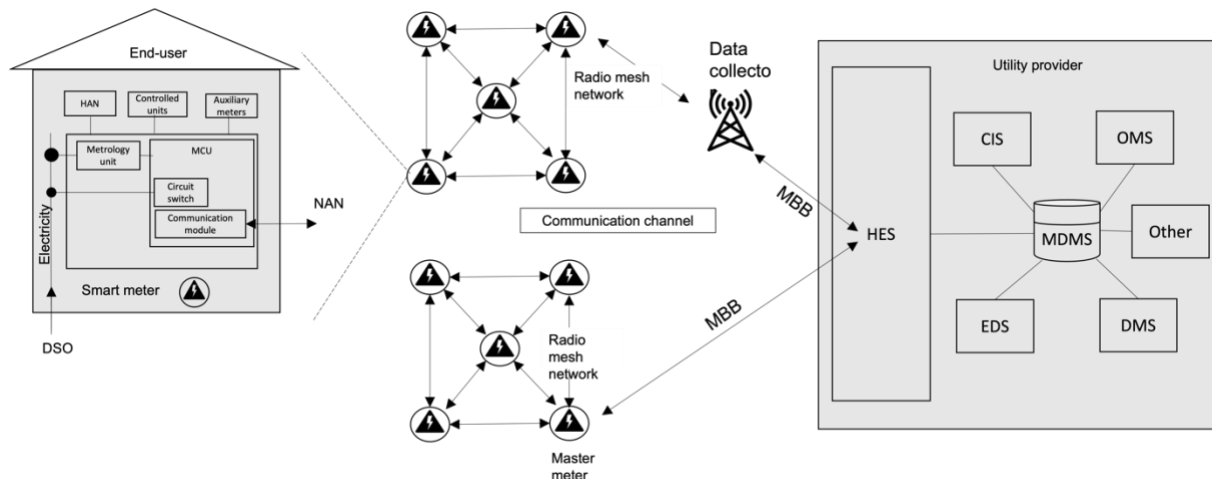 End-user
HAN
Controlled
units
Auxiliary
meters
Metrology
unit
MCU
Circuit
switch
Communication
module
Electricity
Smart meter
DSO
NAN
Radio mesh
network
Communication channel
Radio
mesh
network
Master
meter
Data
collecto
MBB
MBB
Utility provider
HES
CIS
OMS
MDMS
Other
EDS
DMS